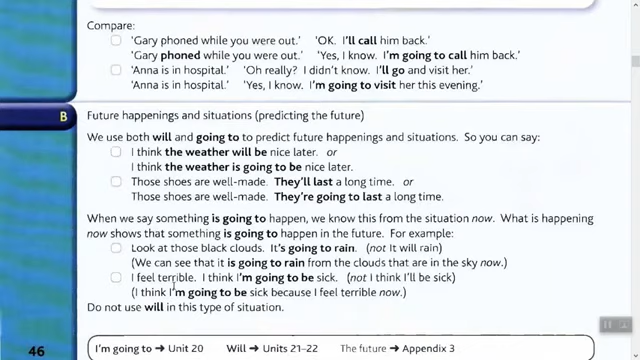 Compare:
'Gary phoned while you were out.' 'OK. I'll call him back.'
'Gary phoned while you were out.' 'Yes, I know. I'm going to call him back.'
'Anna is in hospital.' 'Oh really? I didn't know. I'll go and visit her.'
'Anna is in hospital.' 'Yes, I know. I'm going to visit her this evening.'
B Future happenings and situations (predicting the future)
We use both will and going to to predict future happenings and situations. So you can say:
I think the weather will be nice later. or
I think the weather is going to be nice later.
Those shoes are well-made. They'll last a long time. or
Those shoes are well-made. They're going to last a long time.
When we say something is going to happen, we know this from the situation now. What is happening
now shows that something is going to happen in the future. For example:
Look at those black clouds. It's going to rain. (not It will rain)
(We can see that it is going to rain from the clouds that are in the sky now.)
I feel terrible. I think I'm going to be sick. (not I think I'll be sick)
(I think I'm going to be sick because I feel terrible now.)
Do not use will in this type of situation.
46
I'm going to → Unit 20 Will → Units 21–22 The future → Appendix 3